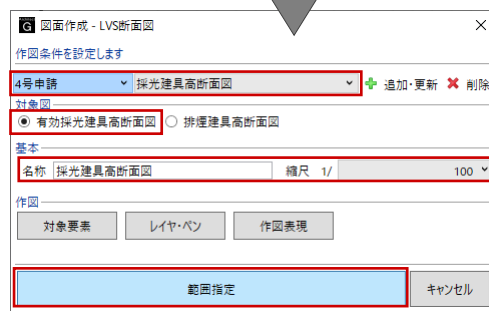 G 図面作成 - LVS断面図 ×
作図条件を設定します
4号申請 採光建具高断面図 追加･更新 削除
対象図
有効採光建具高断面図 排煙建具高断面図
基本
名称 採光建具高断面図 縮尺 1/ 100
作図
対象要素 レイヤ･ペン 作図表現
範囲指定 キャンセル